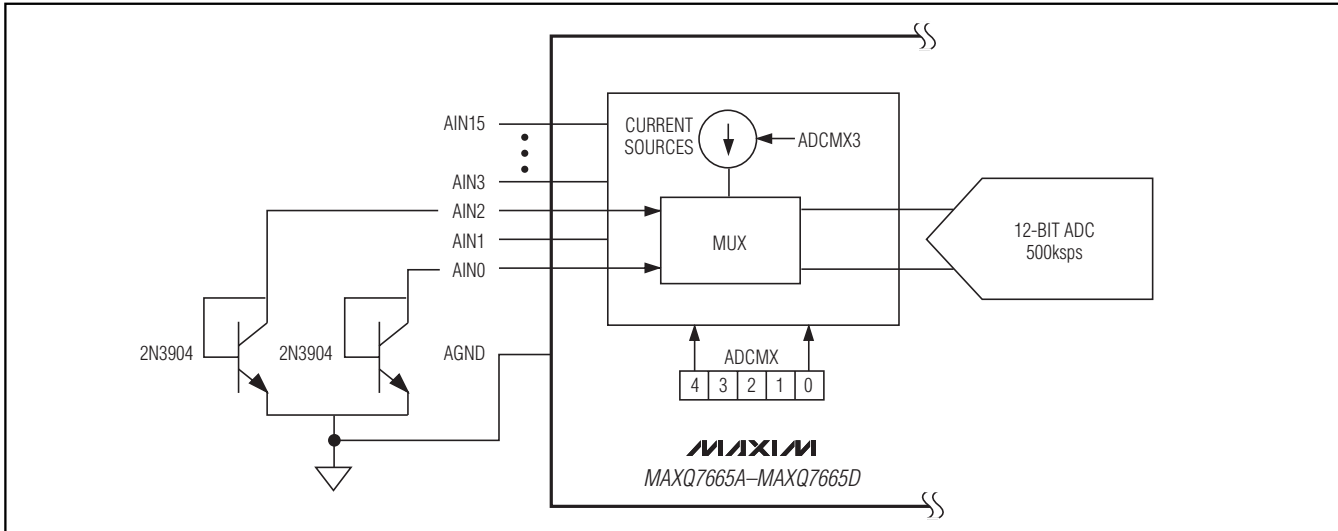 AIN15
AIN3
AIN2
AIN1
AIN0
AGND
2N3904
2N3904
CURRENT
SOURCES
ADCMX3
MUX
12-BIT ADC
500ksps
ADCMX
4 3 2 1 0
MAXIM
MAXQ7665A–MAXQ7665D